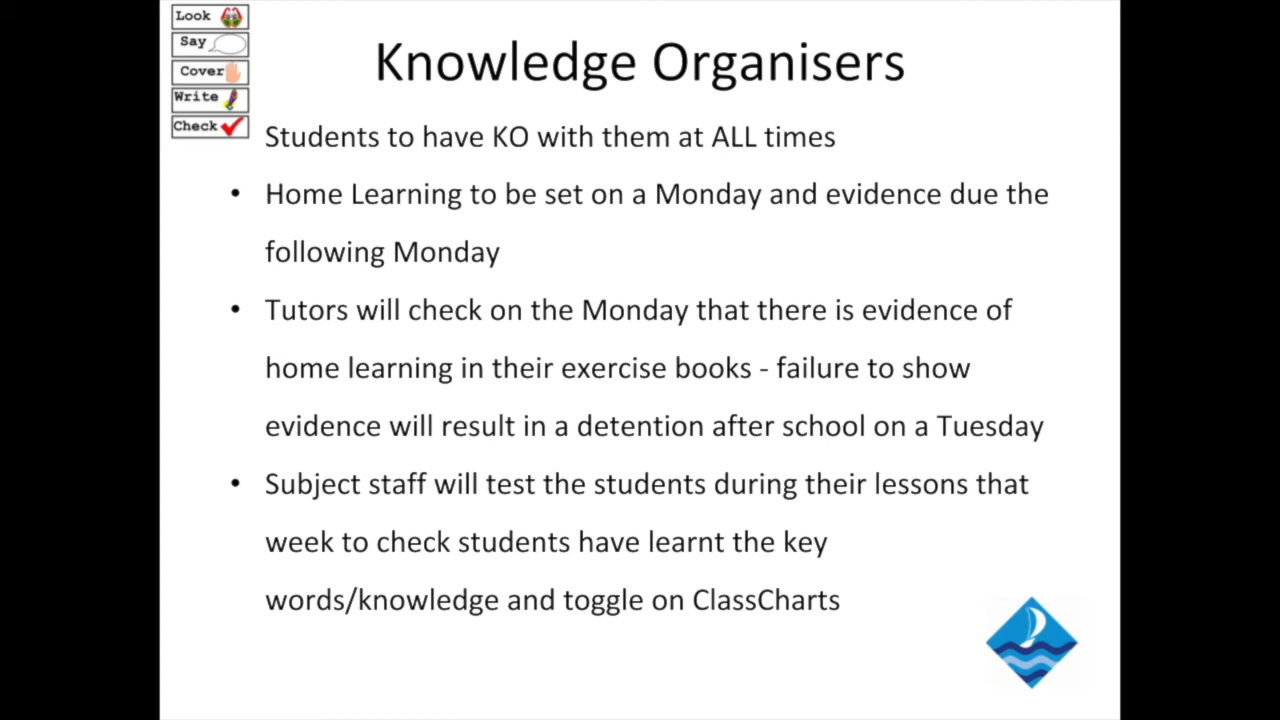 Look
Say
Cover
Write
Check
Knowledge Organisers
Students to have KO with them at ALL times
• Home Learning to be set on a Monday and evidence due the
following Monday
• Tutors will check on the Monday that there is evidence of
home learning in their exercise books - failure to show
evidence will result in a detention after school on a Tuesday
• Subject staff will test the students during their lessons that
week to check students have learnt the key
words/knowledge and toggle on ClassCharts